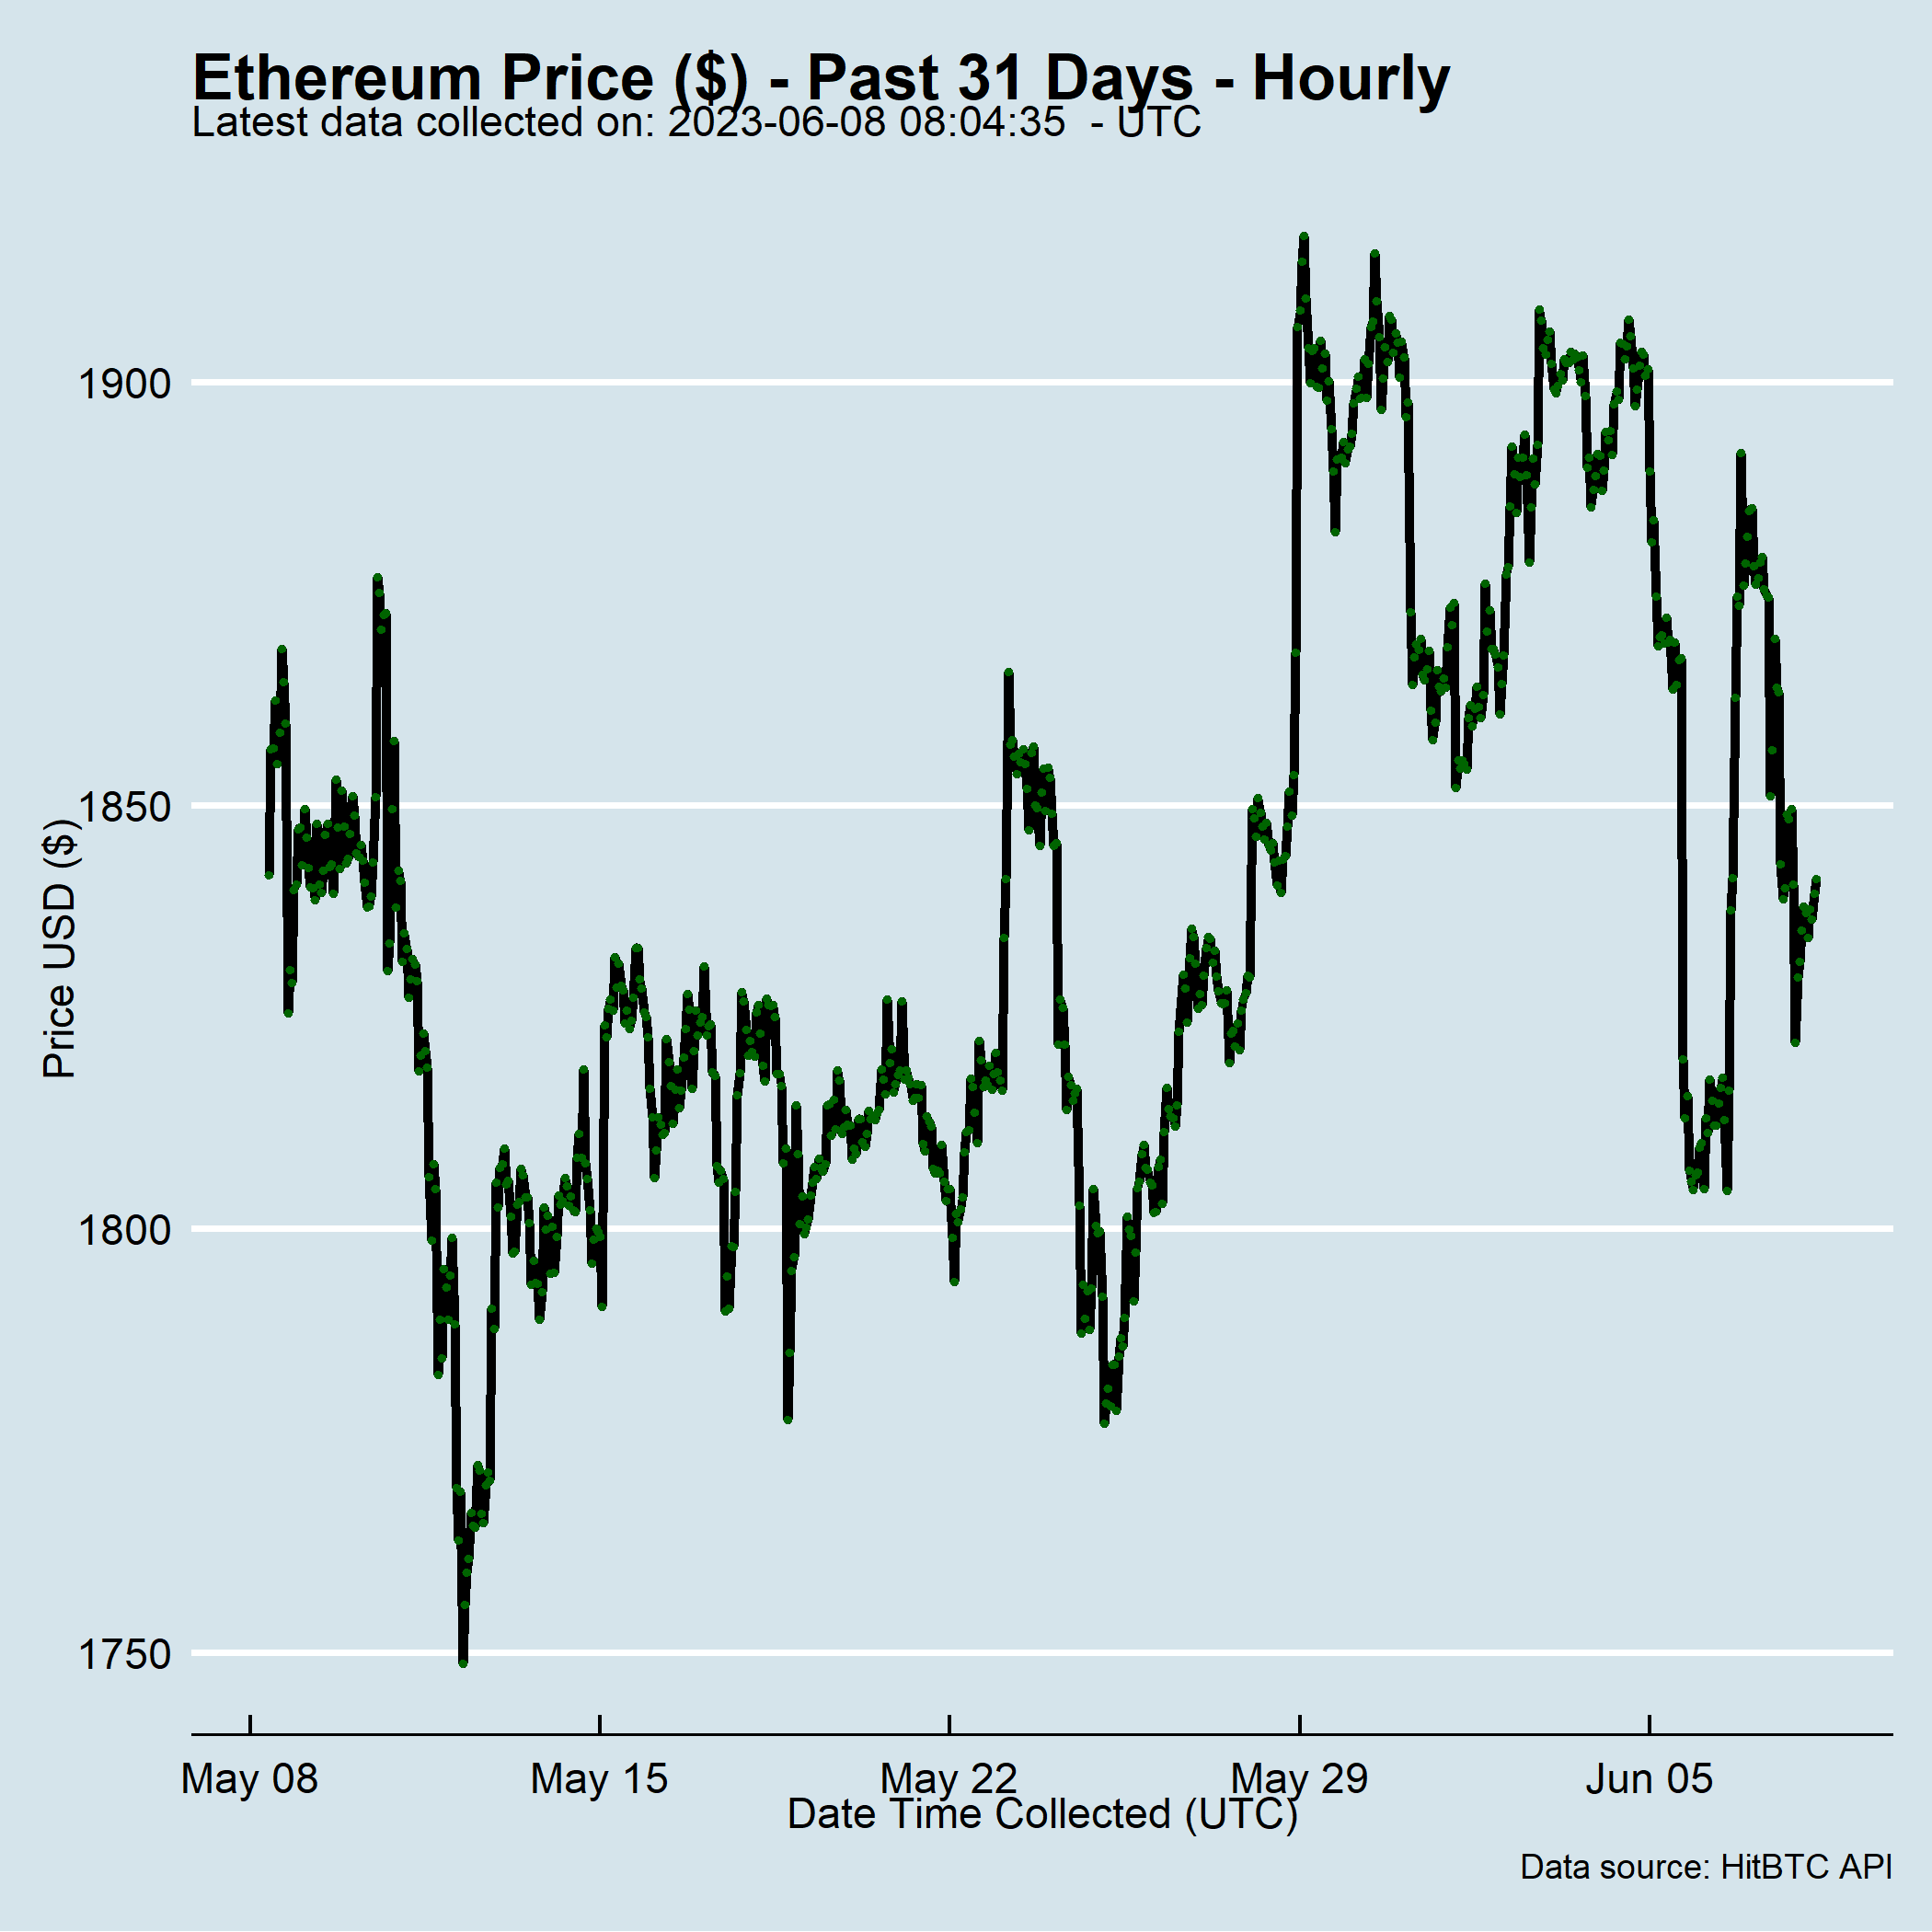 Ethereum Price ($) - Past 31 Days - Hourly
Latest data collected on: 2023-06-08 08:04:35  - UTC
Price USD ($)
1900
1850
1800
1750
May 08
May 15
May 22
May 29
Jun 05
Date Time Collected (UTC)
Data source: HitBTC API